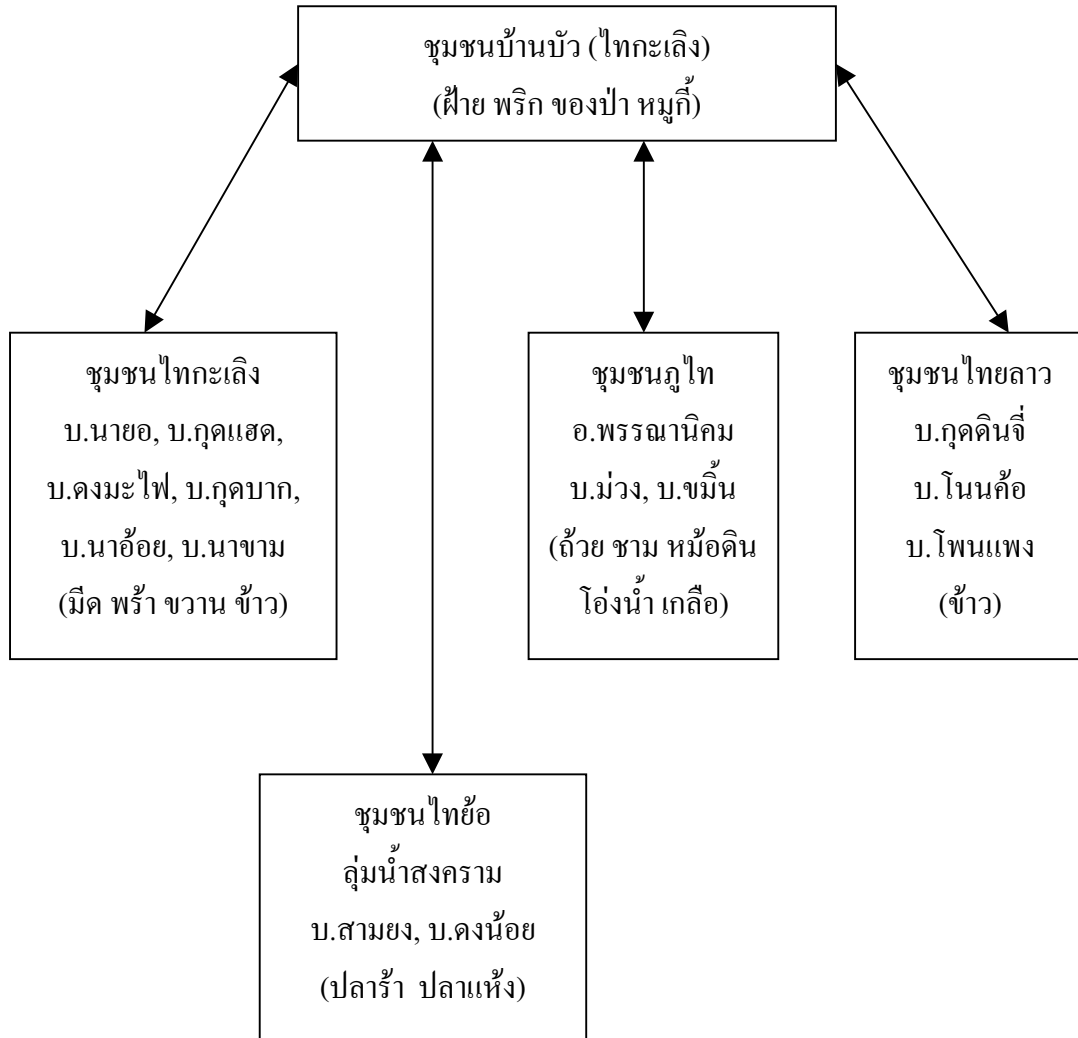 ชุมชนบ้านบัว (ไทกะเลิง)
(ฝ้าย พริก ของป่า หมูกี้)
ชุมชนไทกะเลิง
บ.นายอ, บ.กุดแฮด,
บ.ดงมะไฟ, บ.กุดบาก,
บ.นาอ้อย, บ.นาขาม
(มีด พร้า ขวาน ข้าว)
ชุมชนภูไท
อ.พรรณานิคม
บ.ม่วง, บ.ขมิ้น
(ถ้วย ชาม หม้อดิน
โอ่งน้ำ เกลือ)
ชุมชนไทยลาว
บ.กุดดินจี่
บ.โนนค้อ
บ.โพนแพง
(ข้าว)
ชุมชนไทย้อ
ลุ่มน้ำสงคราม
บ.สามยง, บ.ดงน้อย
(ปลาร้า ปลาแห้ง)